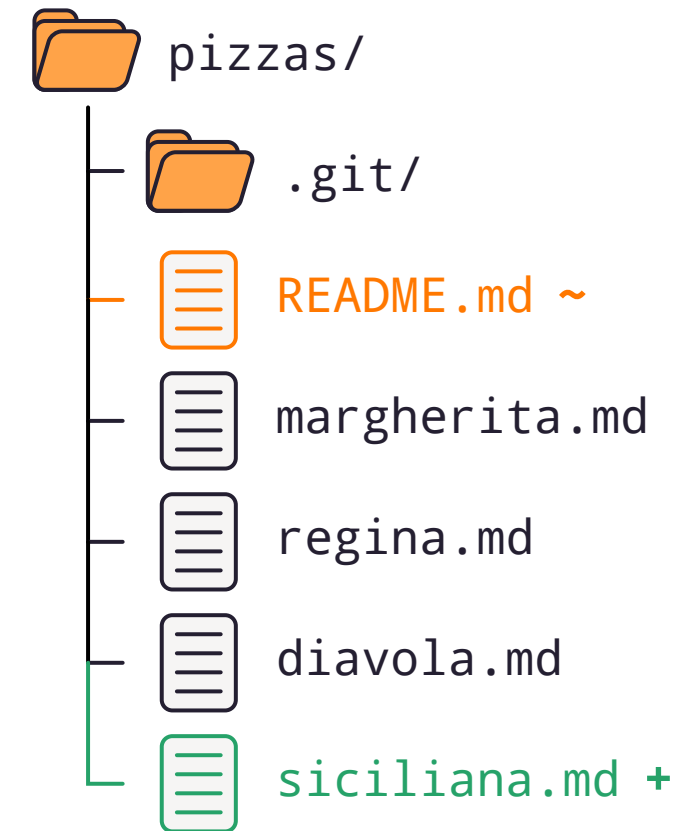 pizzas/
.git/
README.md ~
margherita.md
regina.md
diavola.md
siciliana.md +